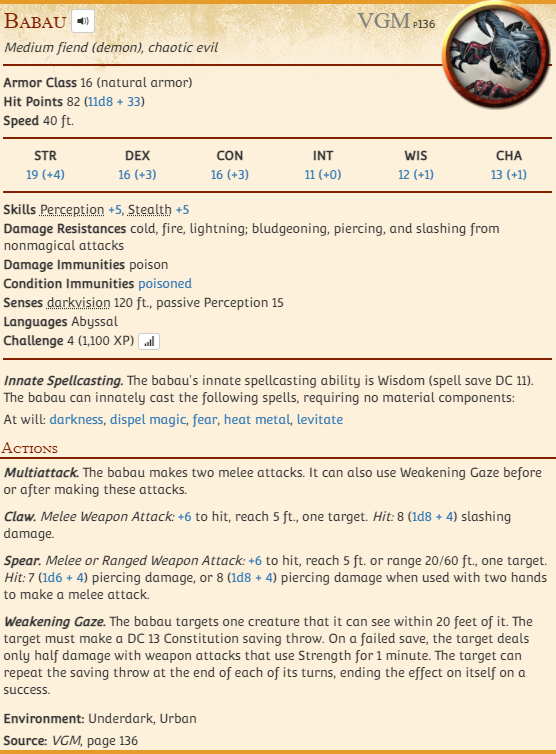 BABAU VGM P136
Medium fiend (demon), chaotic evil
Armor Class 16 (natural armor)
Hit Points 82 (11d8 + 33)
Speed 40 ft.
STR DEX CON INT WIS CHA
19 (+4) 16 (+3) 16 (+3) 11 (+0) 12 (+1) 13 (+1)
Skills Perception +5, Stealth +5
Damage Resistances cold, fire, lightning; bludgeoning, piercing, and slashing from
nonmagical attacks
Damage Immunities poison
Condition Immunities poisoned
Senses darkvision 120 ft., passive Perception 15
Languages Abyssal
Challenge 4 (1,100 XP)
Innate Spellcasting. The babau's innate spellcasting ability is Wisdom (spell save DC 11).
The babau can innately cast the following spells, requiring no material components:
At will: darkness, dispel magic, fear, heat metal, levitate
ACTIONS
Multiattack. The babau makes two melee attacks. It can also use Weakening Gaze before
or after making these attacks.
Claw. Melee Weapon Attack: +6 to hit, reach 5 ft., one target. Hit: 8 (1d8 + 4) slashing
damage.
Spear. Melee or Ranged Weapon Attack: +6 to hit, reach 5 ft. or range 20/60 ft., one target.
Hit: 7 (1d6 + 4) piercing damage, or 8 (1d8 + 4) piercing damage when used with two hands
to make a melee attack.
Weakening Gaze. The babau targets one creature that it can see within 20 feet of it. The
target must make a DC 13 Constitution saving throw. On a failed save, the target deals
only half damage with weapon attacks that use Strength for 1 minute. The target can
repeat the saving throw at the end of each of its turns, ending the effect on itself on a
success.
Environment: Underdark, Urban
Source: VGM, page 136